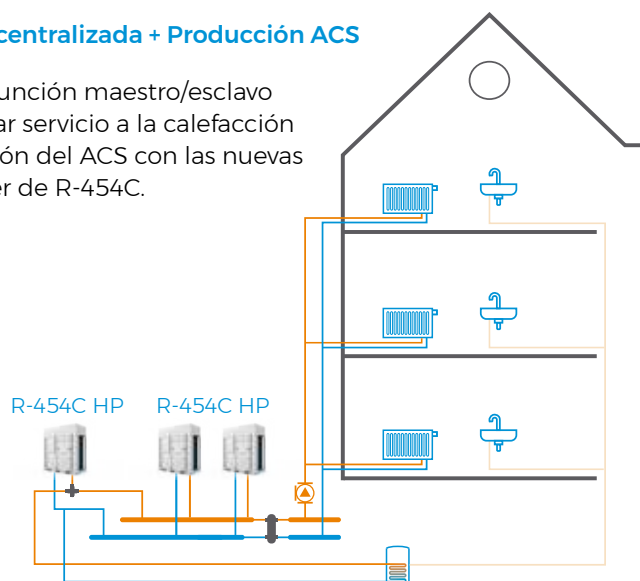 centralizada + Producción ACS
unción maestro/esclavo
ar servicio a la calefacción
ón del ACS con las nuevas
er de R-454C.
R-454C HP R-454C HP